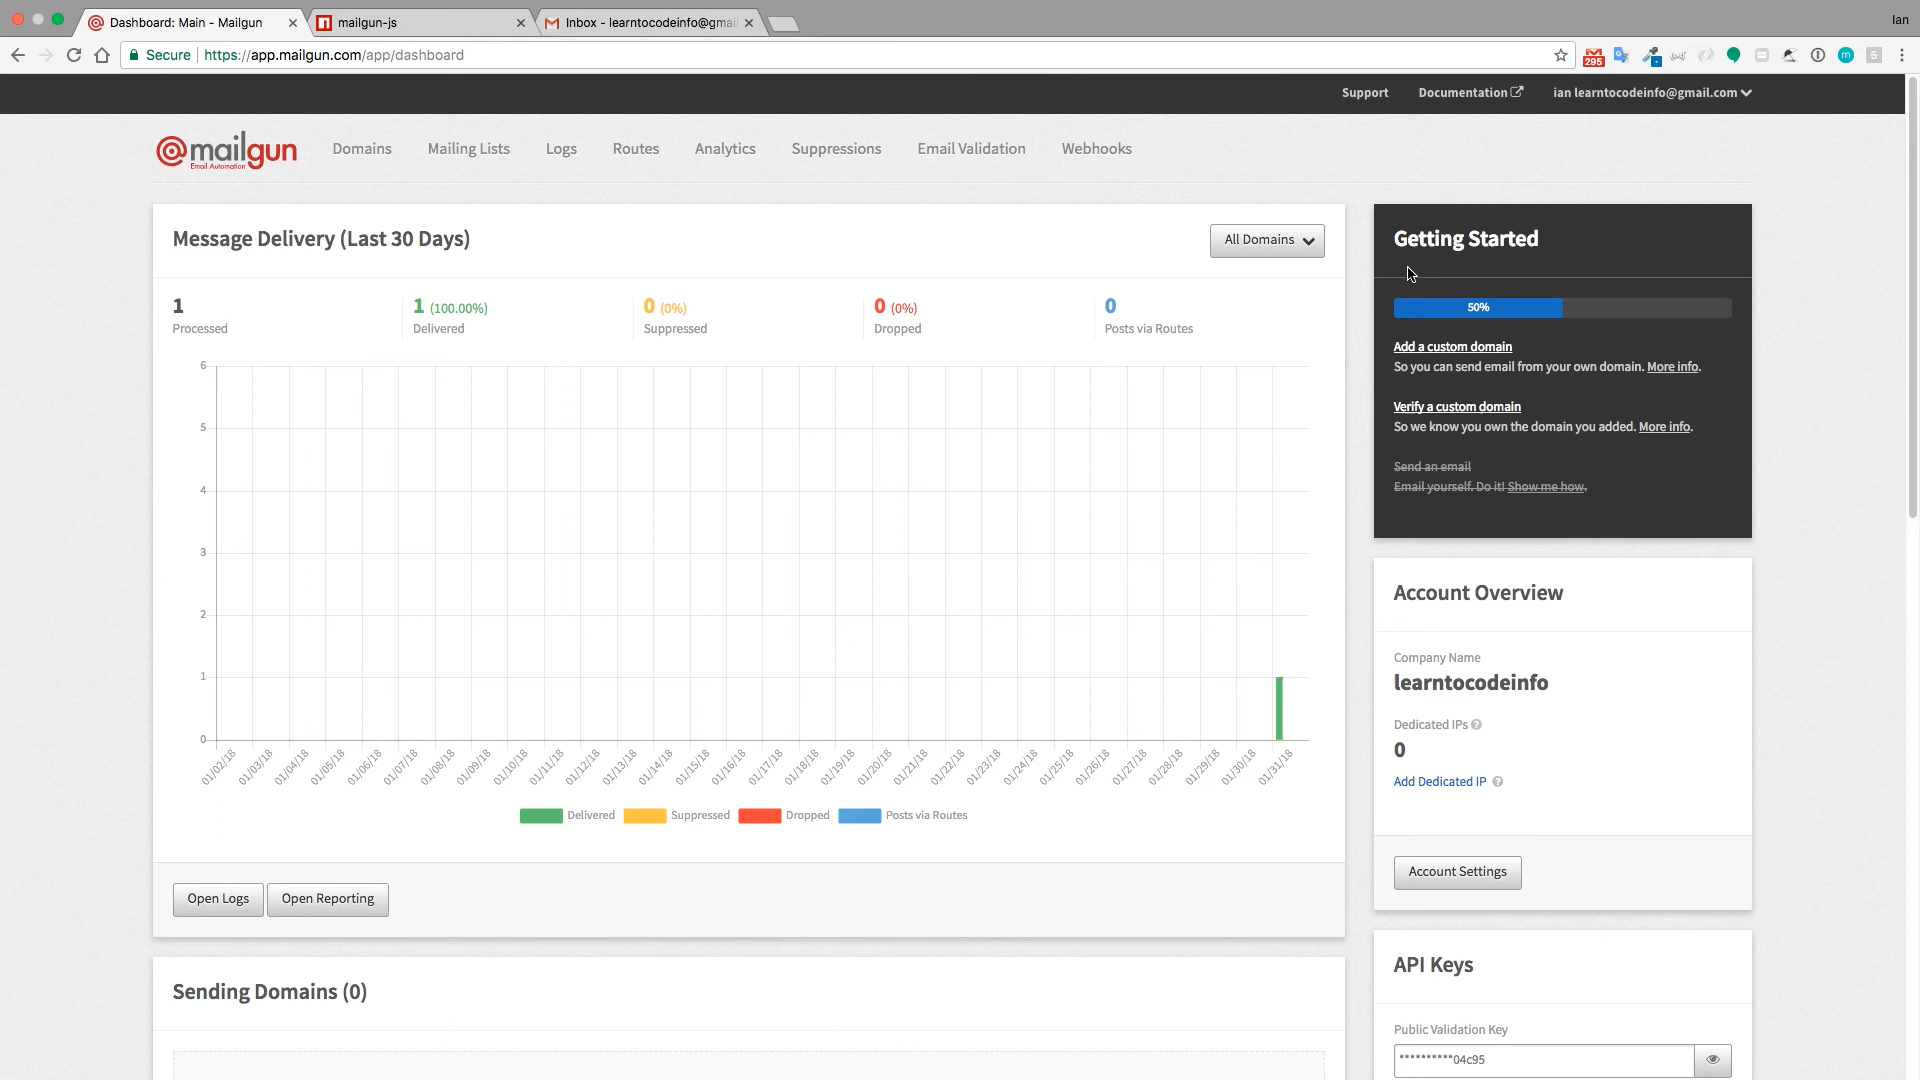 Dashboard: Main - Mailgun
mailgun-js
Inbox - learntocodeinfo@gmai
Ian
Secure
https://app.mailgun.com/app/dashboard
295
Support
Documentation
ian learntocodeinfo@gmail.com
@mailgun
Email Automation
Domains
Mailing Lists
Logs
Routes
Analytics
Suppressions
Email Validation
Webhooks
Message Delivery (Last 30 Days)
All Domains
1
Processed
1 (100.00%)
Delivered
0 (0%)
Suppressed
0 (0%)
Dropped
0
Posts via Routes
6
5
4
3
2
1
0
01/02/18
01/03/18
01/04/18
01/05/18
01/06/18
01/07/18
01/08/18
01/09/18
01/10/18
01/11/18
01/12/18
01/13/18
01/14/18
01/15/18
01/16/18
01/17/18
01/18/18
01/19/18
01/20/18
01/21/18
01/22/18
01/23/18
01/24/18
01/25/18
01/26/18
01/27/18
01/28/18
01/29/18
01/30/18
01/31/18
Delivered
Suppressed
Dropped
Posts via Routes
Open Logs
Open Reporting
Sending Domains (0)
Getting Started
50%
Add a custom domain
So you can send email from your own domain. More info.
Verify a custom domain
So we know you own the domain you added. More info.
Send an email
Email yourself. Do it! Show me how.
Account Overview
Company Name
learntocodeinfo
Dedicated IPs
0
Add Dedicated IP
Account Settings
API Keys
Public Validation Key
**********04c95